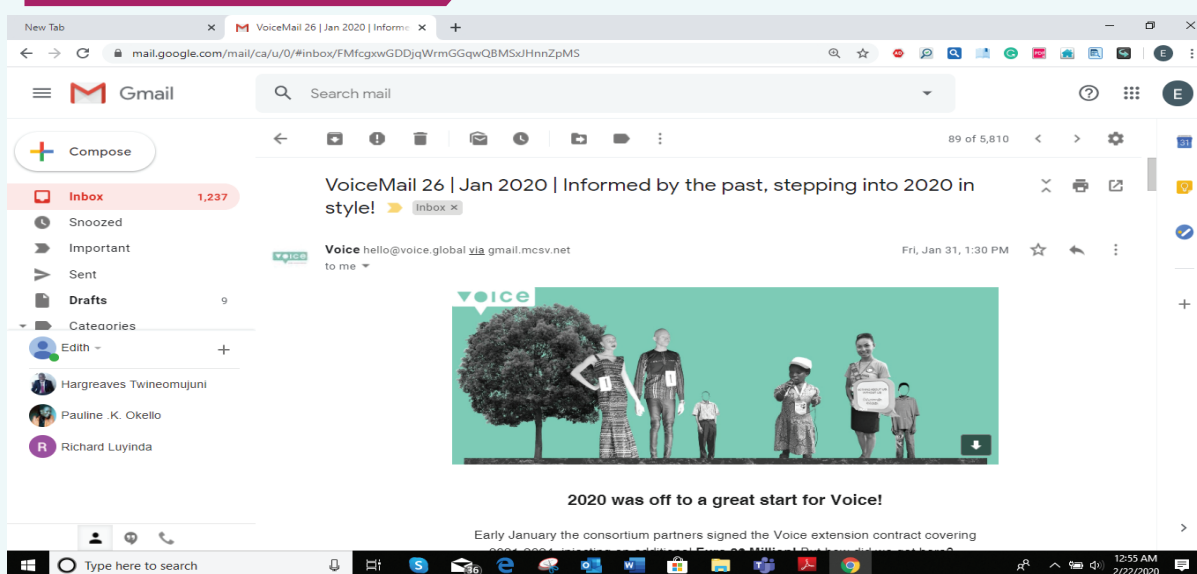 New Tab
VoiceMail 26 | Jan 2020 | Informe
mail.google.com/mail/ca/u/0/#inbox/FMfcgxwGDDjqWrmGGqwQBMSxJHnnZpMS
E
Gmail
Search mail
E
Compose
89 of 5,810
31
Inbox 1,237
Snoozed
Important
Sent
Drafts 9
Categories
Edith
Hargreaves Twineomujuni
Pauline .K. Okello
R Richard Luyinda
VoiceMail 26 | Jan 2020 | Informed by the past, stepping into 2020 in
style! Inbox ×
VOICE
Voice hello@voice.global via gmail.mcsv.net Fri, Jan 31, 1:30 PM
to me
VOICE
2020 was off to a great start for Voice!
Early January the consortium partners signed the Voice extension contract covering
Type here to search
36
12:55 AM
2/22/2020